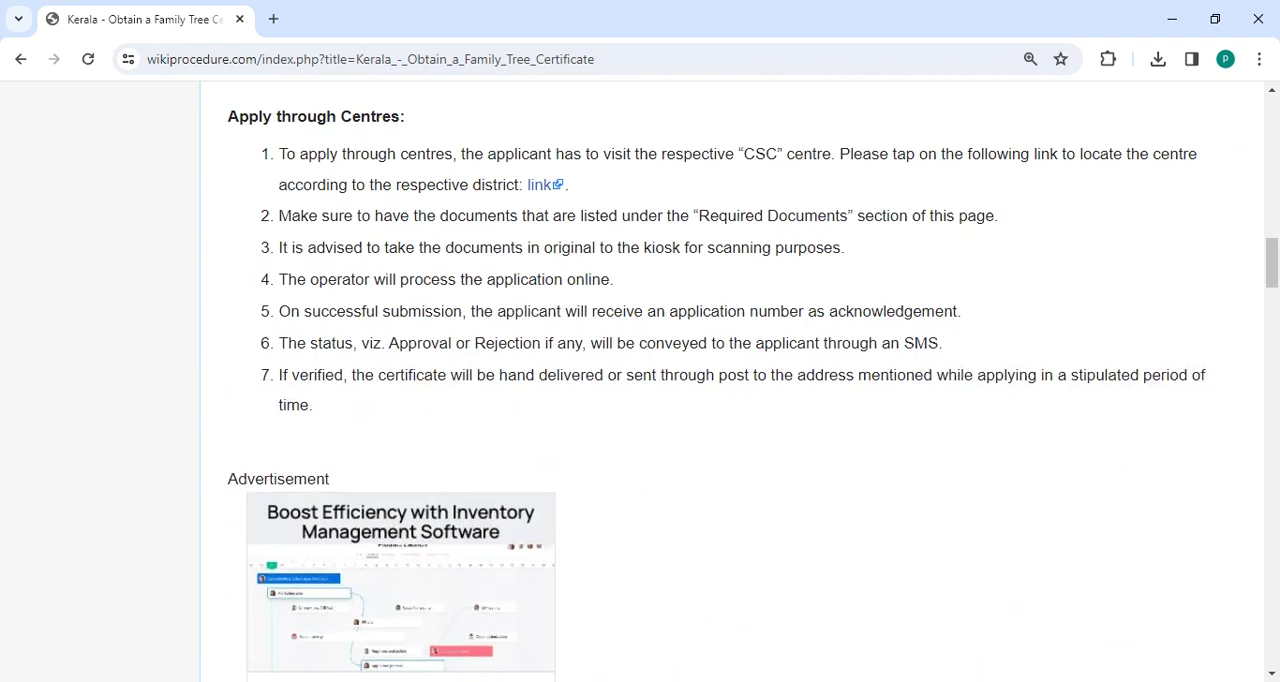 Kerala - Obtain a Family Tree Ce
wikiprocedure.com/index.php?title=Kerala_-_Obtain_a_Family_Tree_Certificate
P
Apply through Centres:
1. To apply through centres, the applicant has to visit the respective “CSC” centre. Please tap on the following link to locate the centre
according to the respective district: link.
2. Make sure to have the documents that are listed under the “Required Documents” section of this page.
3. It is advised to take the documents in original to the kiosk for scanning purposes.
4. The operator will process the application online.
5. On successful submission, the applicant will receive an application number as acknowledgement.
6. The status, viz. Approval or Rejection if any, will be conveyed to the applicant through an SMS.
7. If verified, the certificate will be hand delivered or sent through post to the address mentioned while applying in a stipulated period of
time.
Advertisement
Boost Efficiency with Inventory
Management Software